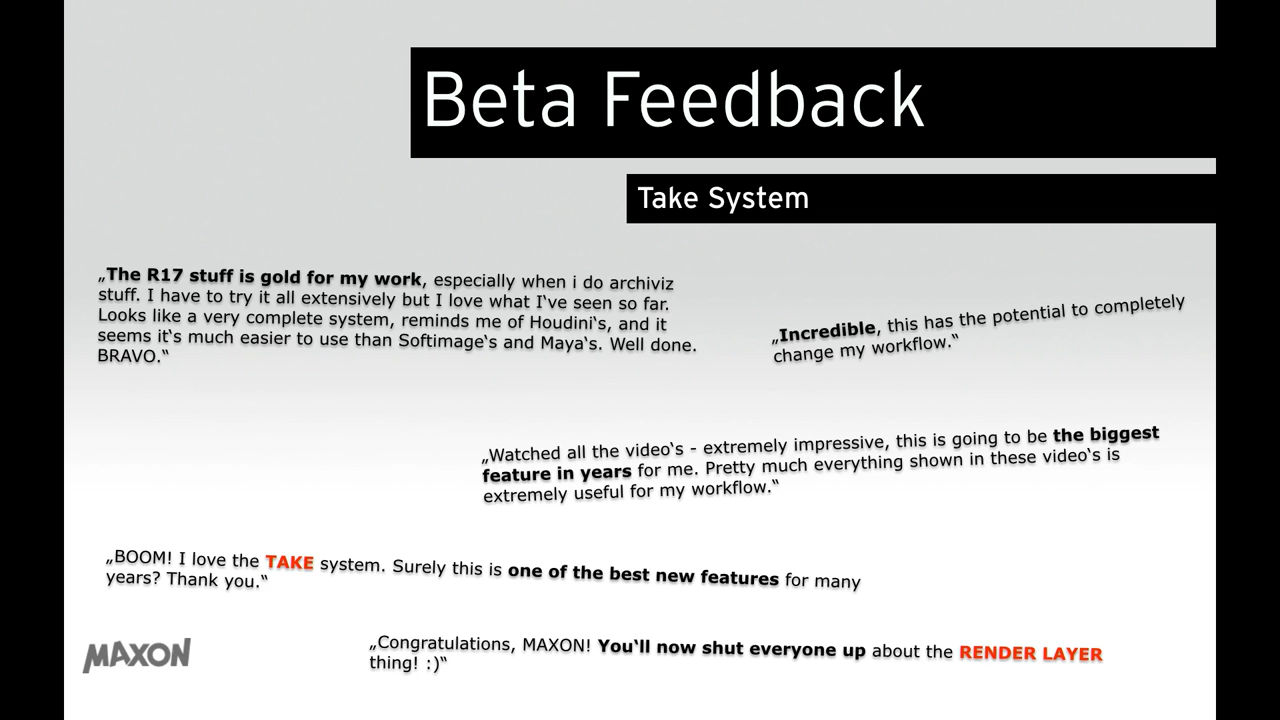 Beta Feedback
Take System
„The R17 stuff is gold for my work, especially when i do archiviz
stuff. I have to try it all extensively but I love what I‘ve seen so far.
Looks like a very complete system, reminds me of Houdini‘s, and it
seems it‘s much easier to use than Softimage‘s and Maya‘s. Well done.
BRAVO.“
„Incredible, this has the potential to completely
change my workflow.“
„Watched all the video‘s - extremely impressive, this is going to be the biggest
feature in years for me. Pretty much everything shown in these video‘s is
extremely useful for my workflow.“
„BOOM! I love the TAKE system. Surely this is one of the best new features for many
years? Thank you.“
„Congratulations, MAXON! You‘ll now shut everyone up about the RENDER LAYER
thing! :)“
MAXON